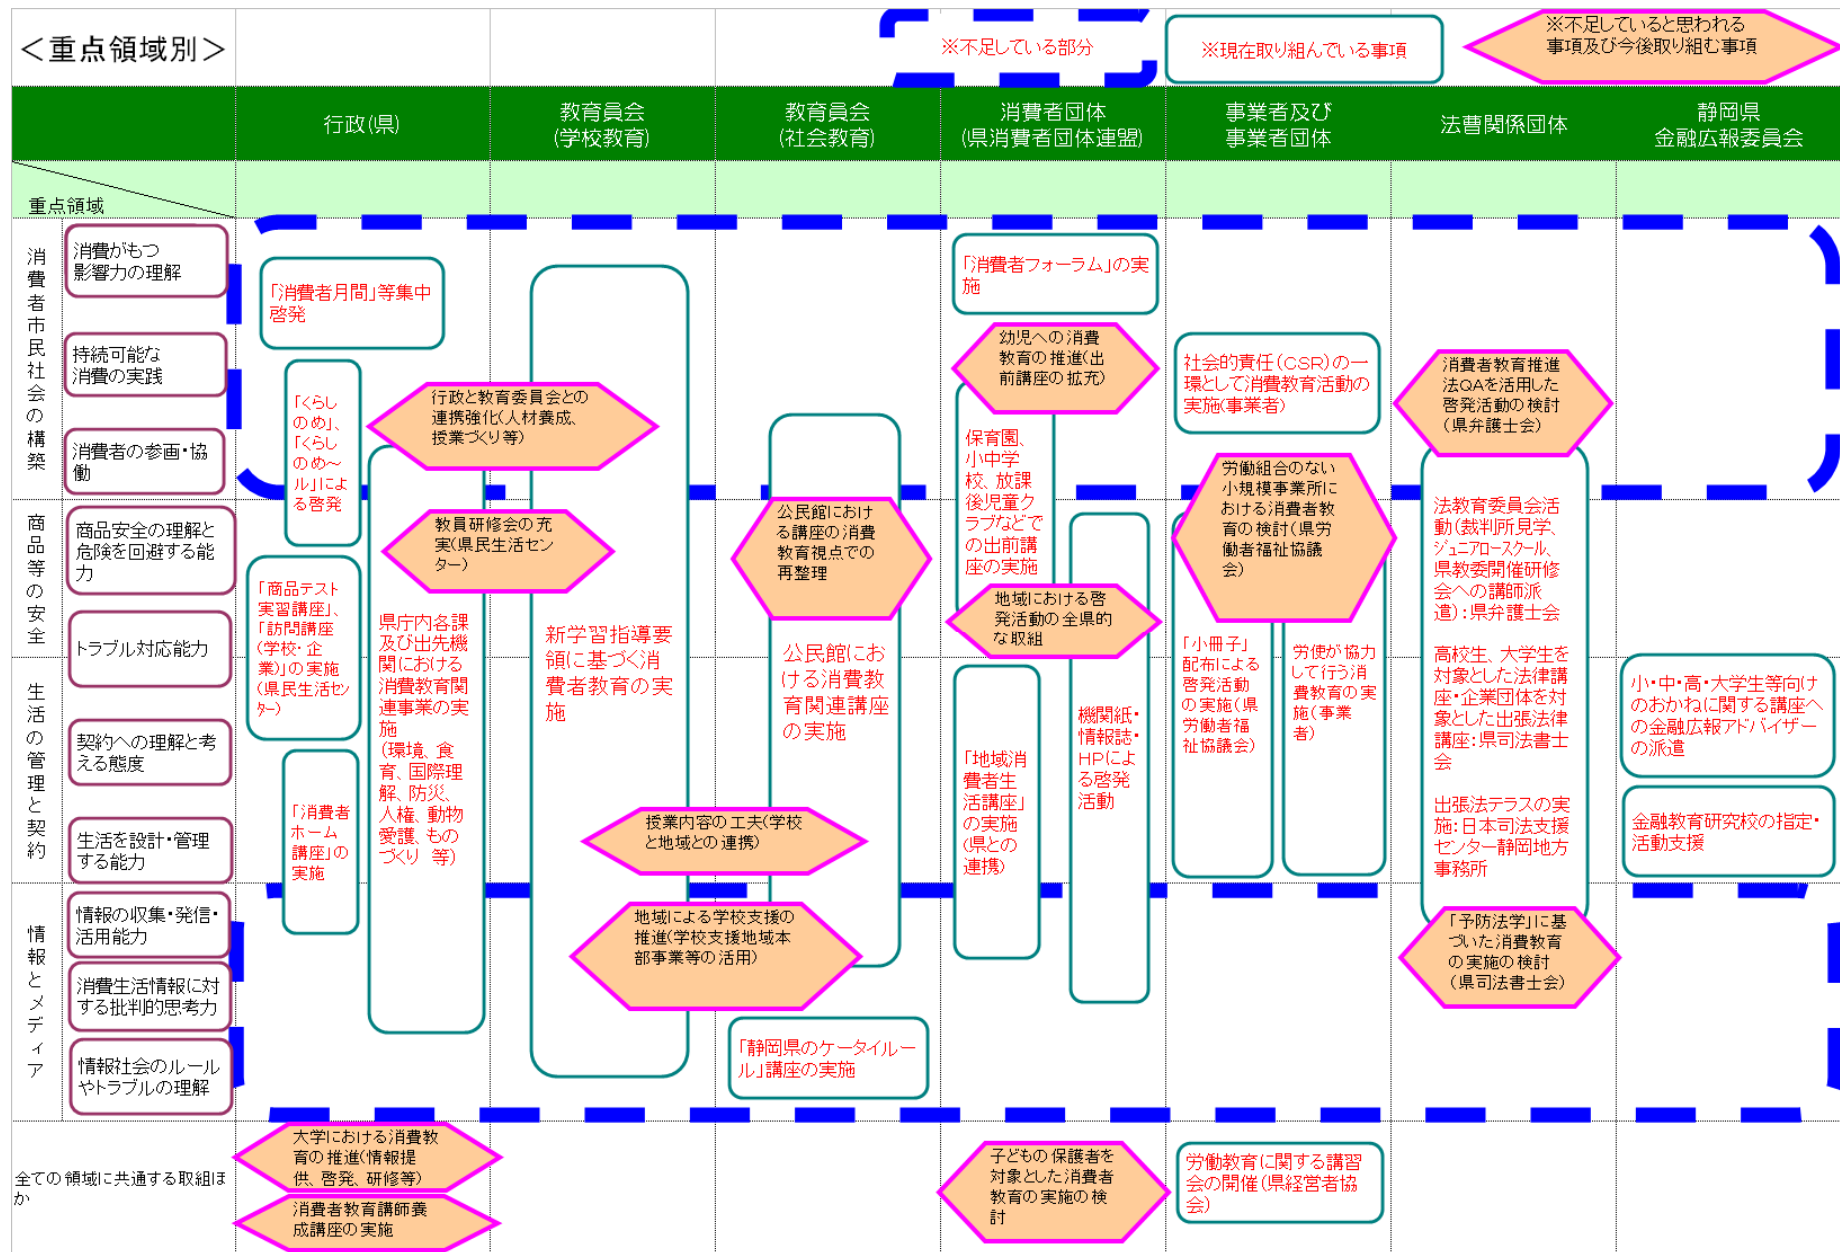 ＜重点領域別＞
※不足している部分
※現在取り組んでいる事項
※不足していると思われる
事項及び今後取り組む事項
行政(県)
教育員会
(学校教育)
教育員会
(社会教育)
消費者団体
(県消費者団体連盟)
事業者及び
事業者団体
法曹関係団体
静岡県
金融広報委員会
重点領域
消費者市民社会の構築
消費がもつ
影響力の理解
持続可能な
消費の実践
消費者の参画・協
働
商品等の安全
商品安全の理解と
危険を回避する能
力
トラブル対応能力
生活の管理と契約
契約への理解と考
える態度
生活を設計・管理
する能力
情報とメディア
情報の収集・発信・
活用能力
消費生活情報に対
する批判的思考力
情報社会のルール
やトラブルの理解
全ての領域に共通する取組ほ
か
「消費者月間」等集中
啓発
「くらし
のめ」、
「くらし
のめ～
ル」によ
る啓発
「商品テスト
実習講座」、
「訪問講座
(学校・企
業)」の実施
(県民生活セン
ター)
「消費者
ホーム
講座」の
実施
行政と教育委員会との
連携強化(人材養成、
授業づくり等)
教員研修会の充
実(県民生活セン
ター)
県庁内各課
及び出先機
関における
消費教育関
連事業の実
施
(環境、食
育、国際理
解、防災、
人権、動物
愛護、もの
づくり 等)
新学習指導要
領に基づく消
費者教育の実
施
授業内容の工夫(学校
と地域との連携)
地域による学校支援の
推進(学校支援地域本
部事業等の活用)
公民館におけ
る講座の消費
教育視点での
再整理
公民館にお
ける消費教
育関連講座
の実施
「静岡県のケータイルー
ル」講座の実施
「消費者フォーラム」の実
施
幼児への消費
教育の推進(出
前講座の拡充)
保育園、
小中学
校、放課
後児童ク
ラブなどで
の出前講
座の実施
地域における啓
発活動の全県的
な取組
「地域消
費者生
活講座」
の実施
(県との
連携)
機関紙・
情報誌・
HPによ
る啓発
活動
社会的責任(CSR)の一
環として消費教育活動の
実施(事業者)
労働組合のない
小規模事業所に
おける消費者教
育の検討(県労
働者福祉協議
会)
「小冊子」
配布による
啓発活動
の実施(県
労働者福
祉協議会)
労使が協力
して行う消
費教育の実
施(事業
者)
消費者教育推進
法QAを活用した
啓発活動の検討
(県弁護士会)
法教育委員会活
動(裁判所見学、
ジュニアロースクール、
県教委開催研修
会への講師派
遣)：県弁護士会
高校生、大学生を
対象とした法律講
座・企業団体を対
象とした出張法律
講座：県司法書士
会
出張法テラスの実
施：日本司法支援
センター静岡地方
事務所
「予防法学」に基
づいた消費教育
の実施の検討
(県司法書士会)
小・中・高・大学生等向け
のおかねに関する講座へ
の金融広報アドバイザー
の派遣
金融教育研究校の指定・
活動支援
大学における消費教
育の推進(情報提
供、啓発、研修等)
消費者教育講師養
成講座の実施
子どもの保護者を
対象とした消費者
教育の実施の検
討
労働教育に関する講習
会の開催(県経営者協
会)